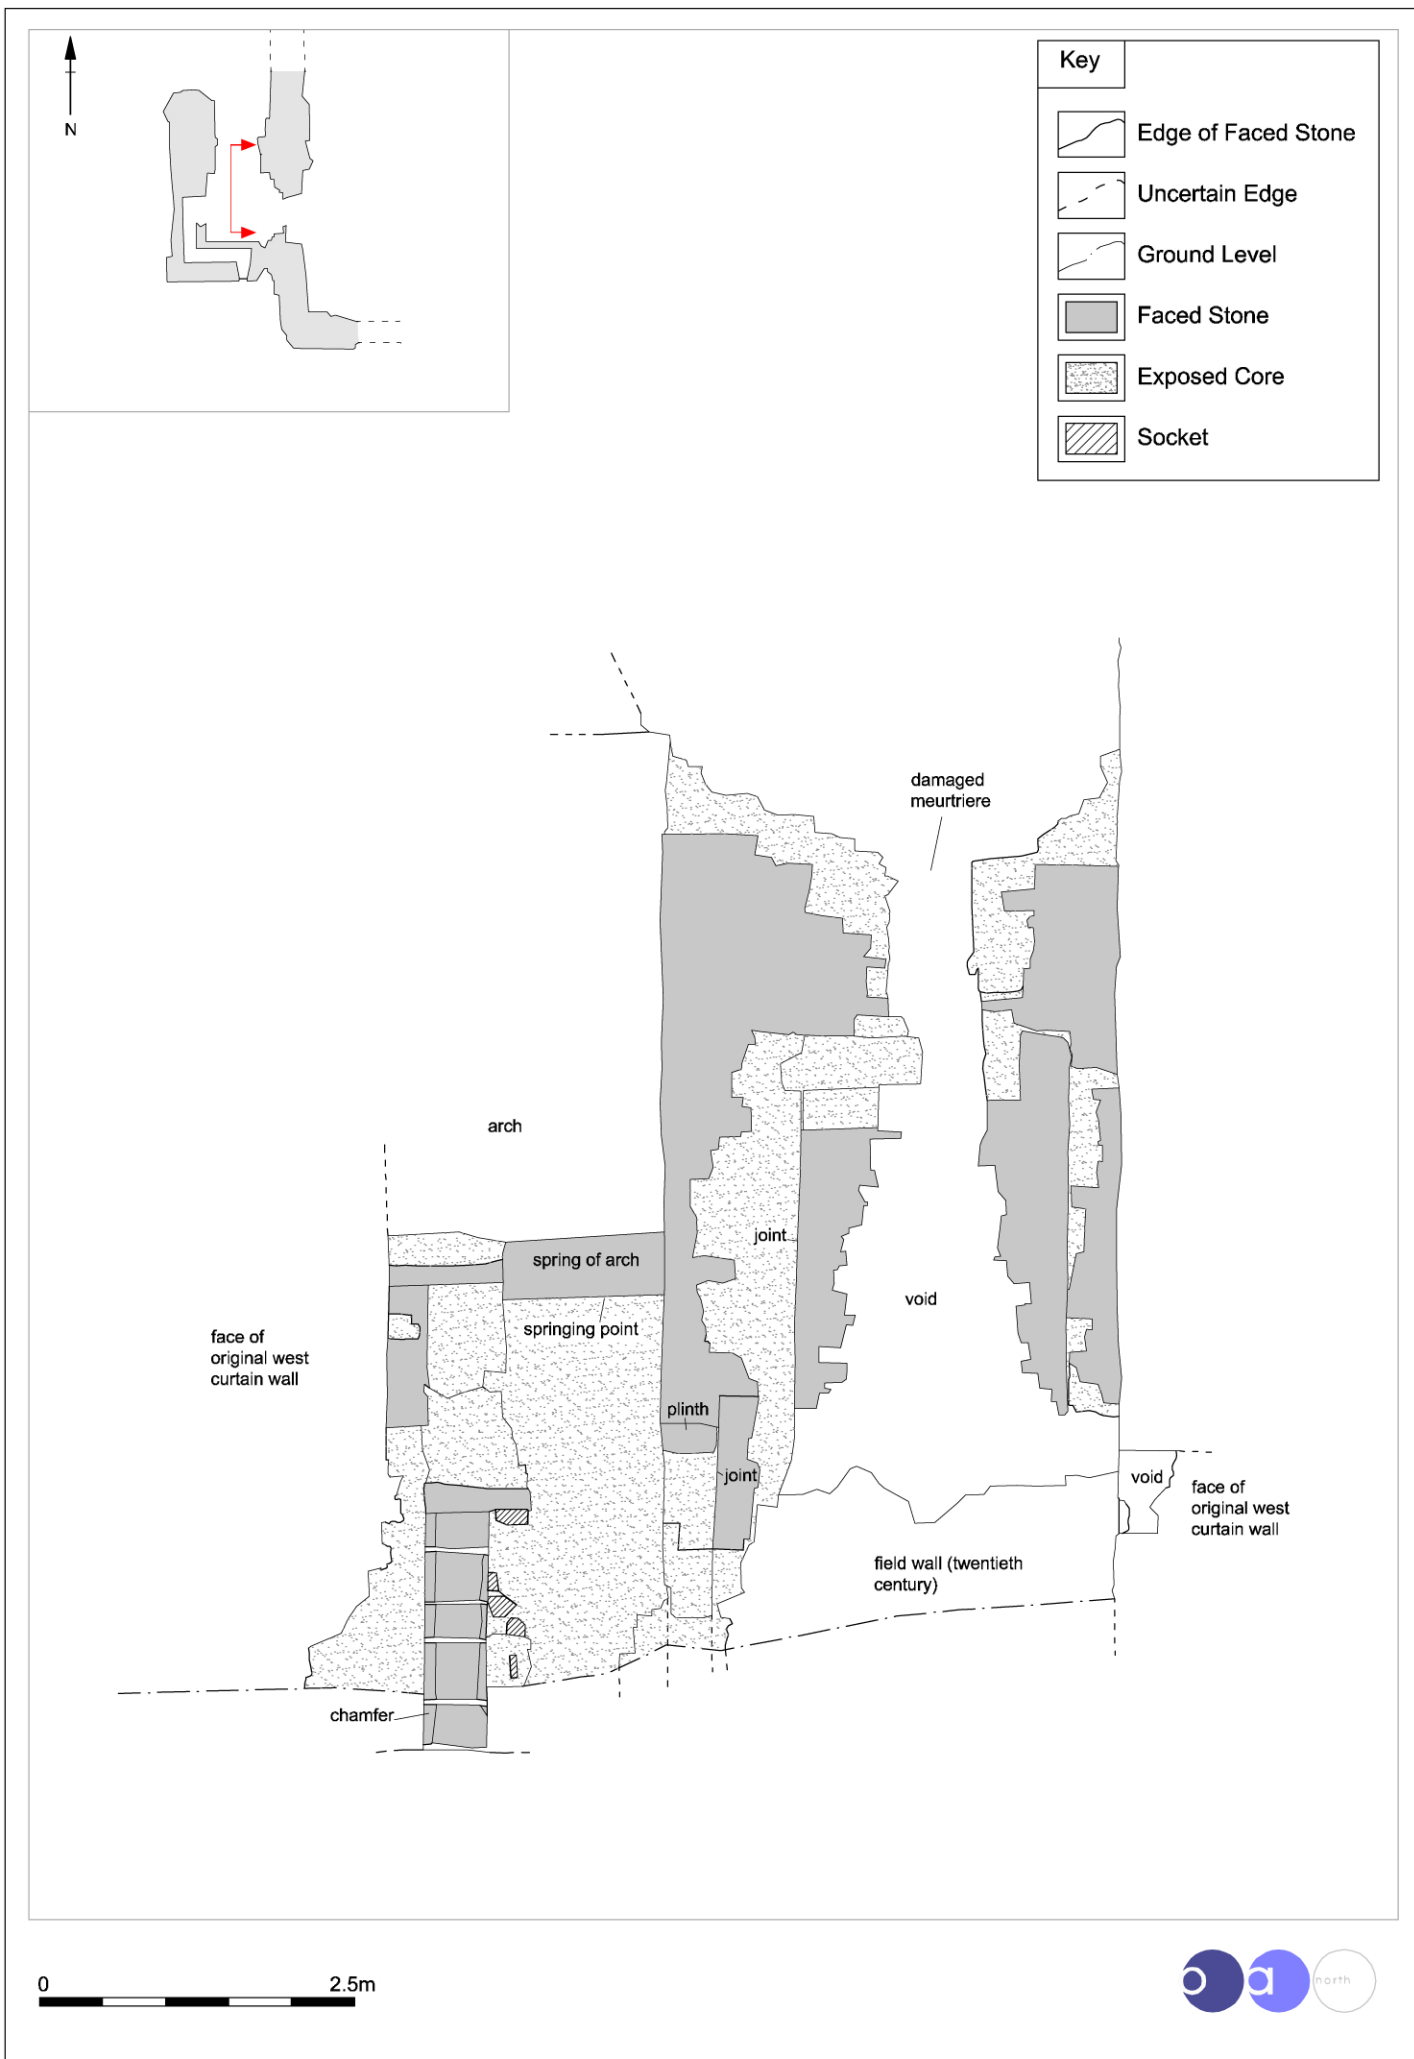 N
Key
Edge of Faced Stone
Uncertain Edge
Ground Level
Faced Stone
Exposed Core
Socket
damaged
meurtriere
arch
spring of arch
springing point
joint
void
face of
original west
curtain wall
plinth
joint
void
face of
original west
curtain wall
field wall (twentieth
century)
chamfer
0 2.5m
o a north